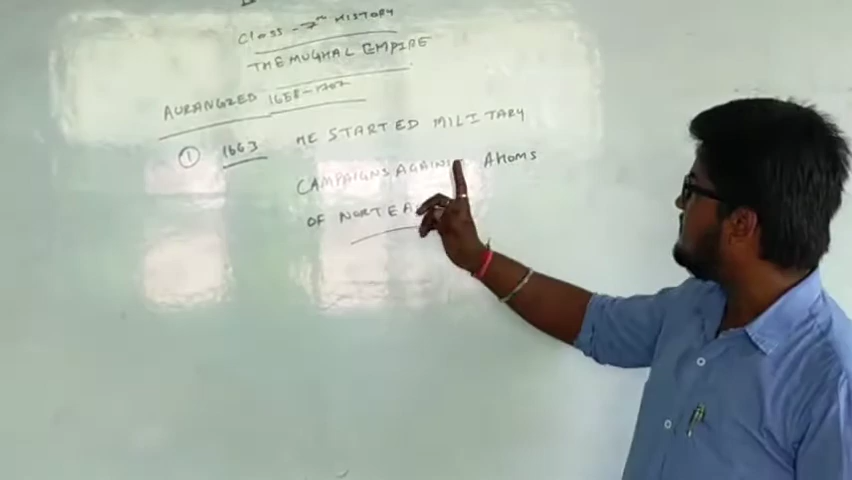 Class - 7th HISTORY
THE MUGHAL EMPIRE
AURANGZEB 1658-1707
① 1663 HE STARTED MILITARY
CAMPAIGNS AGAINST AHOMS
OF NORTEA